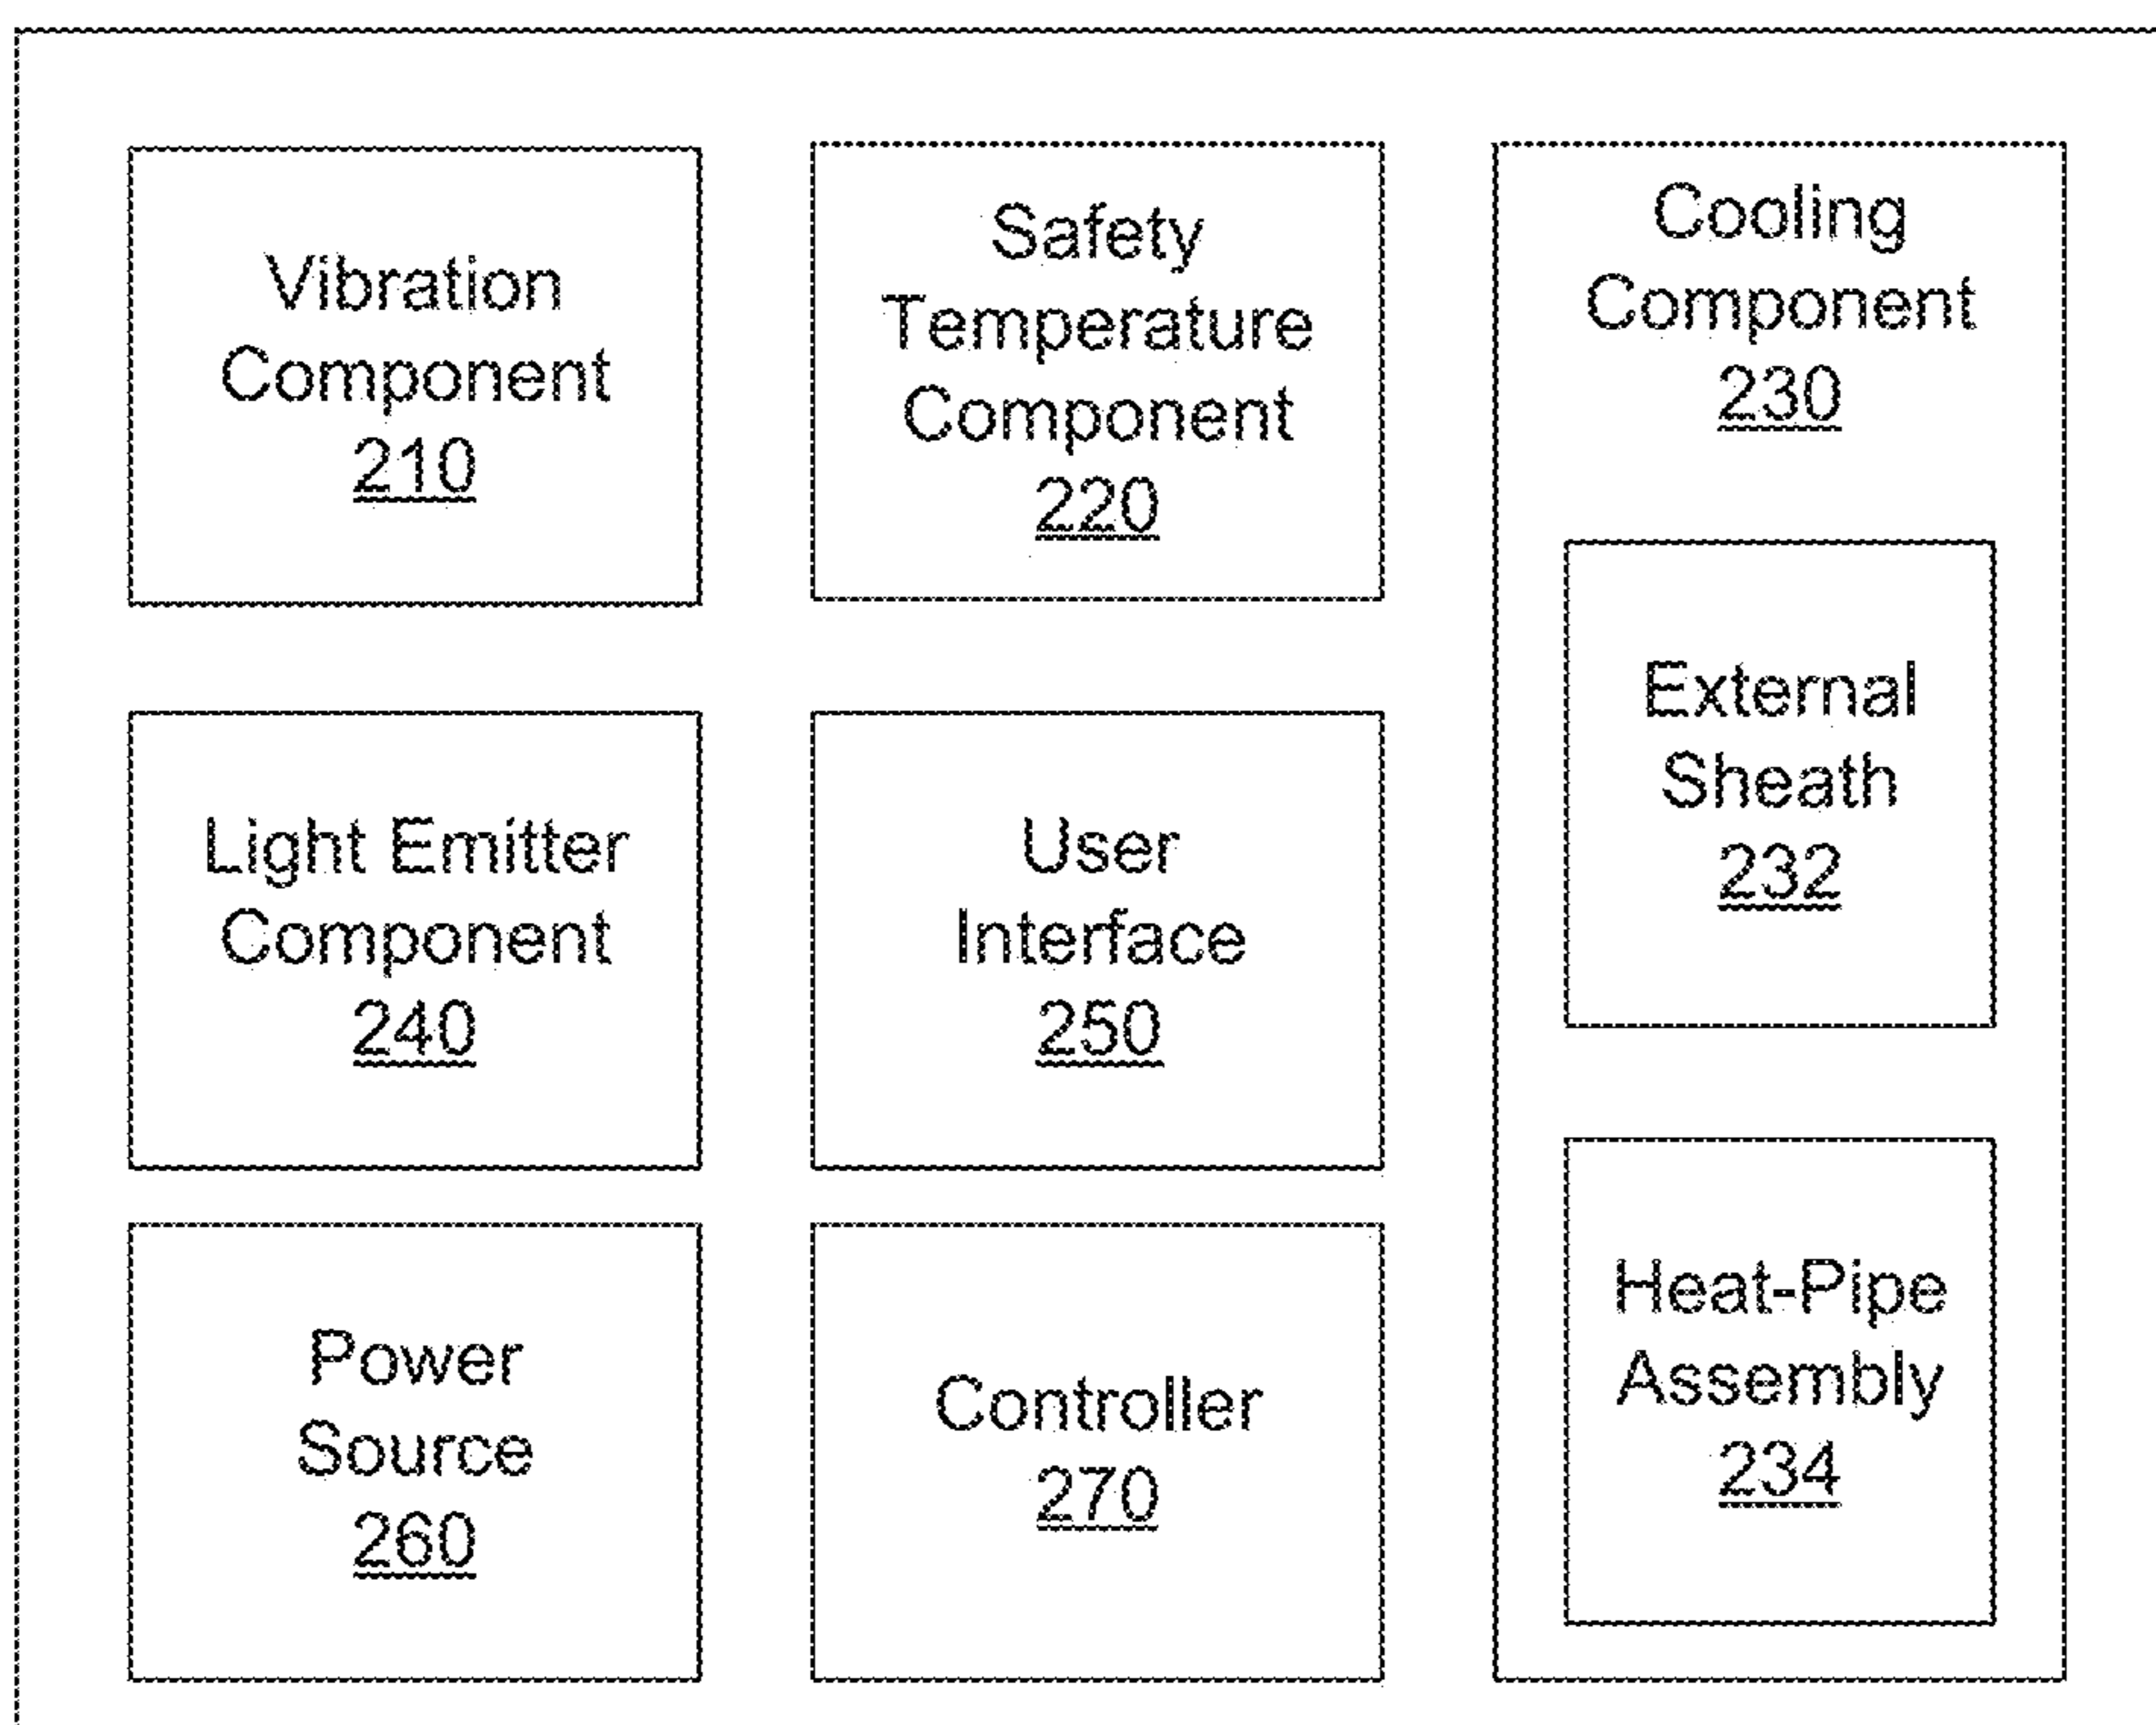 Vibration
Component
210
Safety
Temperature
Component
220
Cooling
Component
230
External
Sheath
232
Heat-Pipe
Assembly
234
Light Emitter
Component
240
User
Interface
250
Power
Source
260
Controller
270